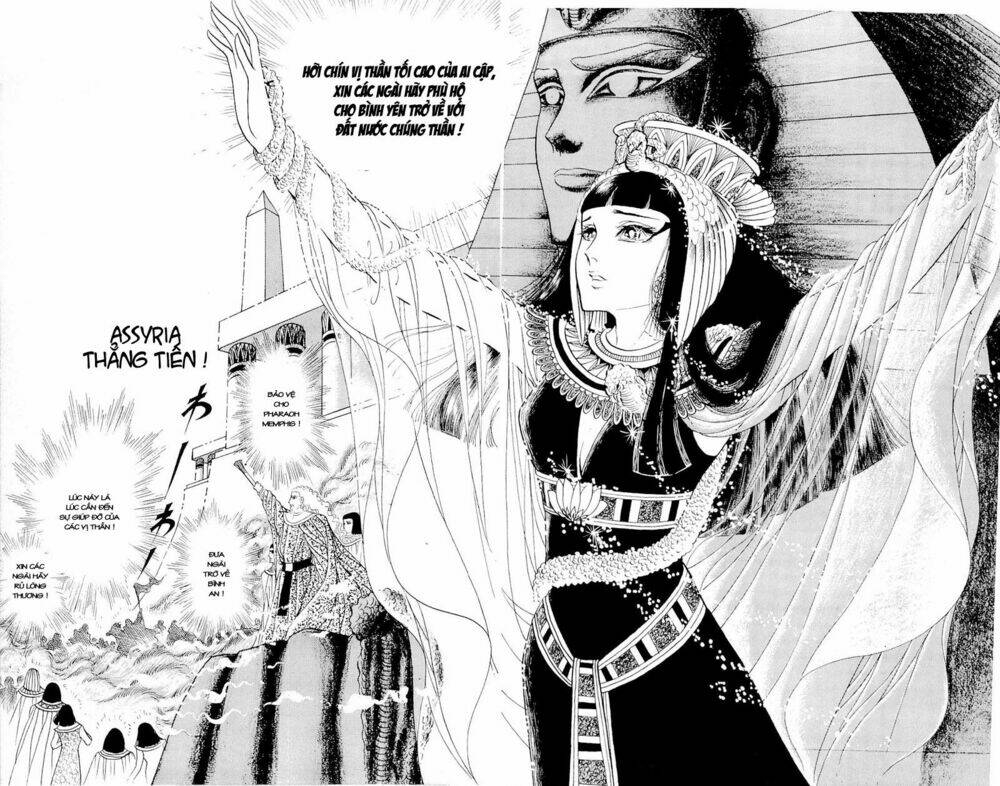 HỠI CHÍN VỊ THẦN TỐI CAO CỦA AI CẬP,
XIN CÁC NGÀI HÃY PHÙ HỘ
CHO BÌNH YÊN TRỞ VỀ VỚI
ĐẤT NƯỚC CHÚNG THẦN !
ASSYRIA
THẲNG TIẾN !
わーーわ
BẢO VỆ
CHO
PHARAOH
MEMPHIS !
LÚC NÀY LÀ
LÚC CẦN ĐẾN
SỰ GIÚP ĐỠ CỦA
CÁC VỊ THẦN !
ĐƯA
NGÀI
TRỞ VỀ
BÌNH
AN !
XIN CÁC
NGÀI HÃY
RỦ LÒNG
THƯƠNG !